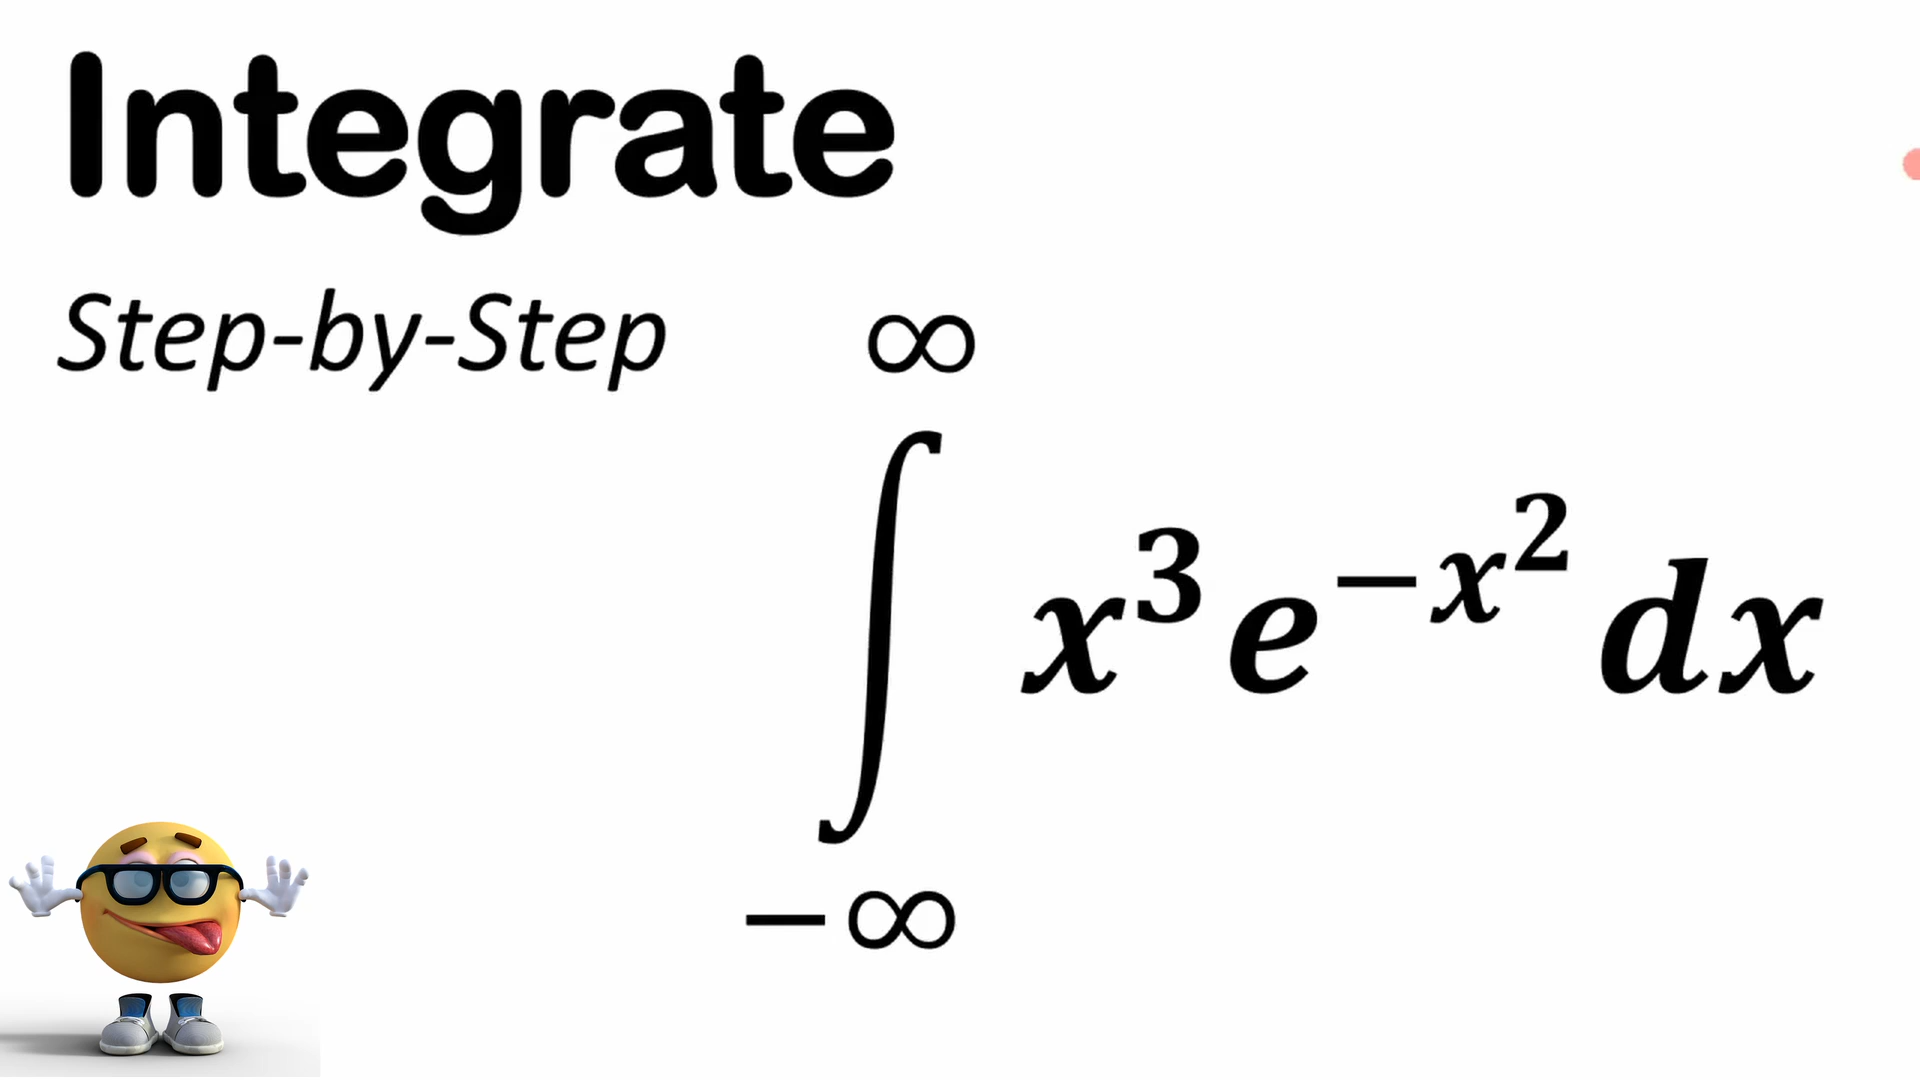 Integrate
Step-by-Step
∞
∫ x³e^{−x²} dx
−∞